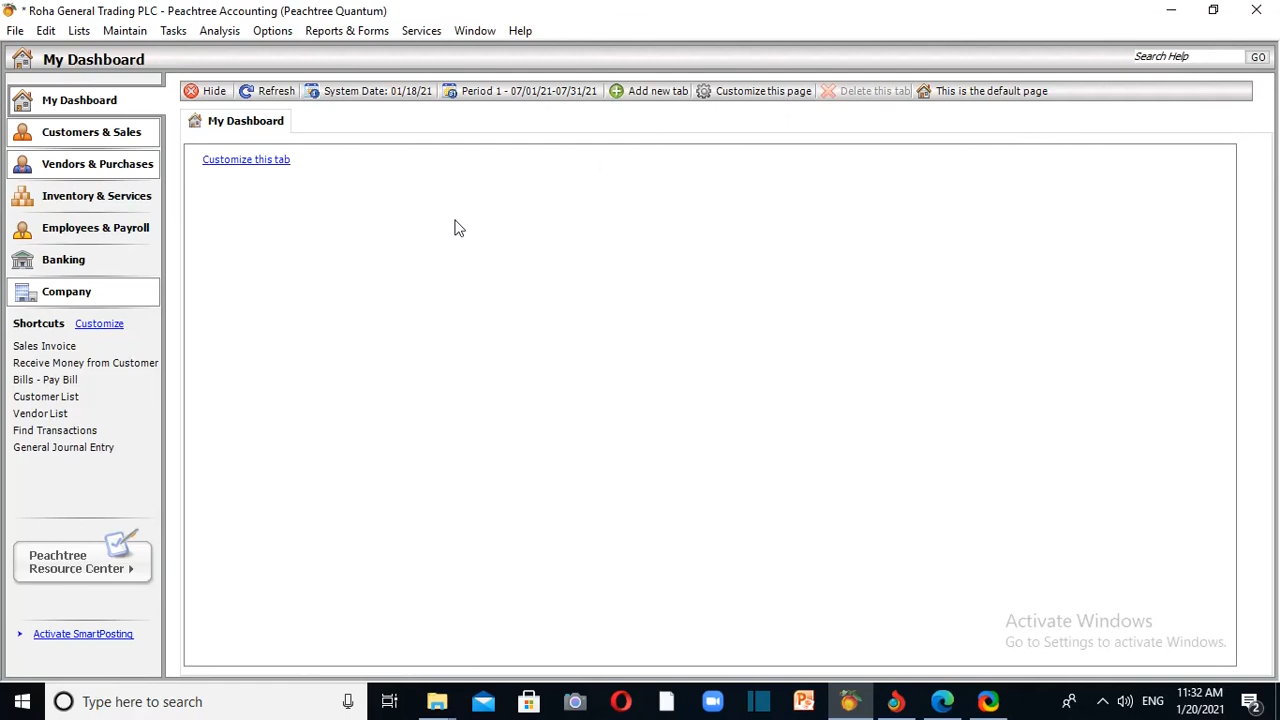 * Roha General Trading PLC - Peachtree Accounting (Peachtree Quantum)
File Edit Lists Maintain Tasks Analysis Options Reports & Forms Services Window Help
My Dashboard
Search Help GO
My Dashboard
Customers & Sales
Vendors & Purchases
Inventory & Services
Employees & Payroll
Banking
Company
Shortcuts Customize
Sales Invoice
Receive Money from Customer
Bills - Pay Bill
Customer List
Vendor List
Find Transactions
General Journal Entry
Peachtree
Resource Center
Activate SmartPosting
Hide Refresh System Date: 01/18/21 Period 1 - 07/01/21-07/31/21 Add new tab Customize this page Delete this tab This is the default page
My Dashboard
Customize this tab
Activate Windows
Go to Settings to activate Windows.
Type here to search
ENG
11:32 AM
1/20/2021
2